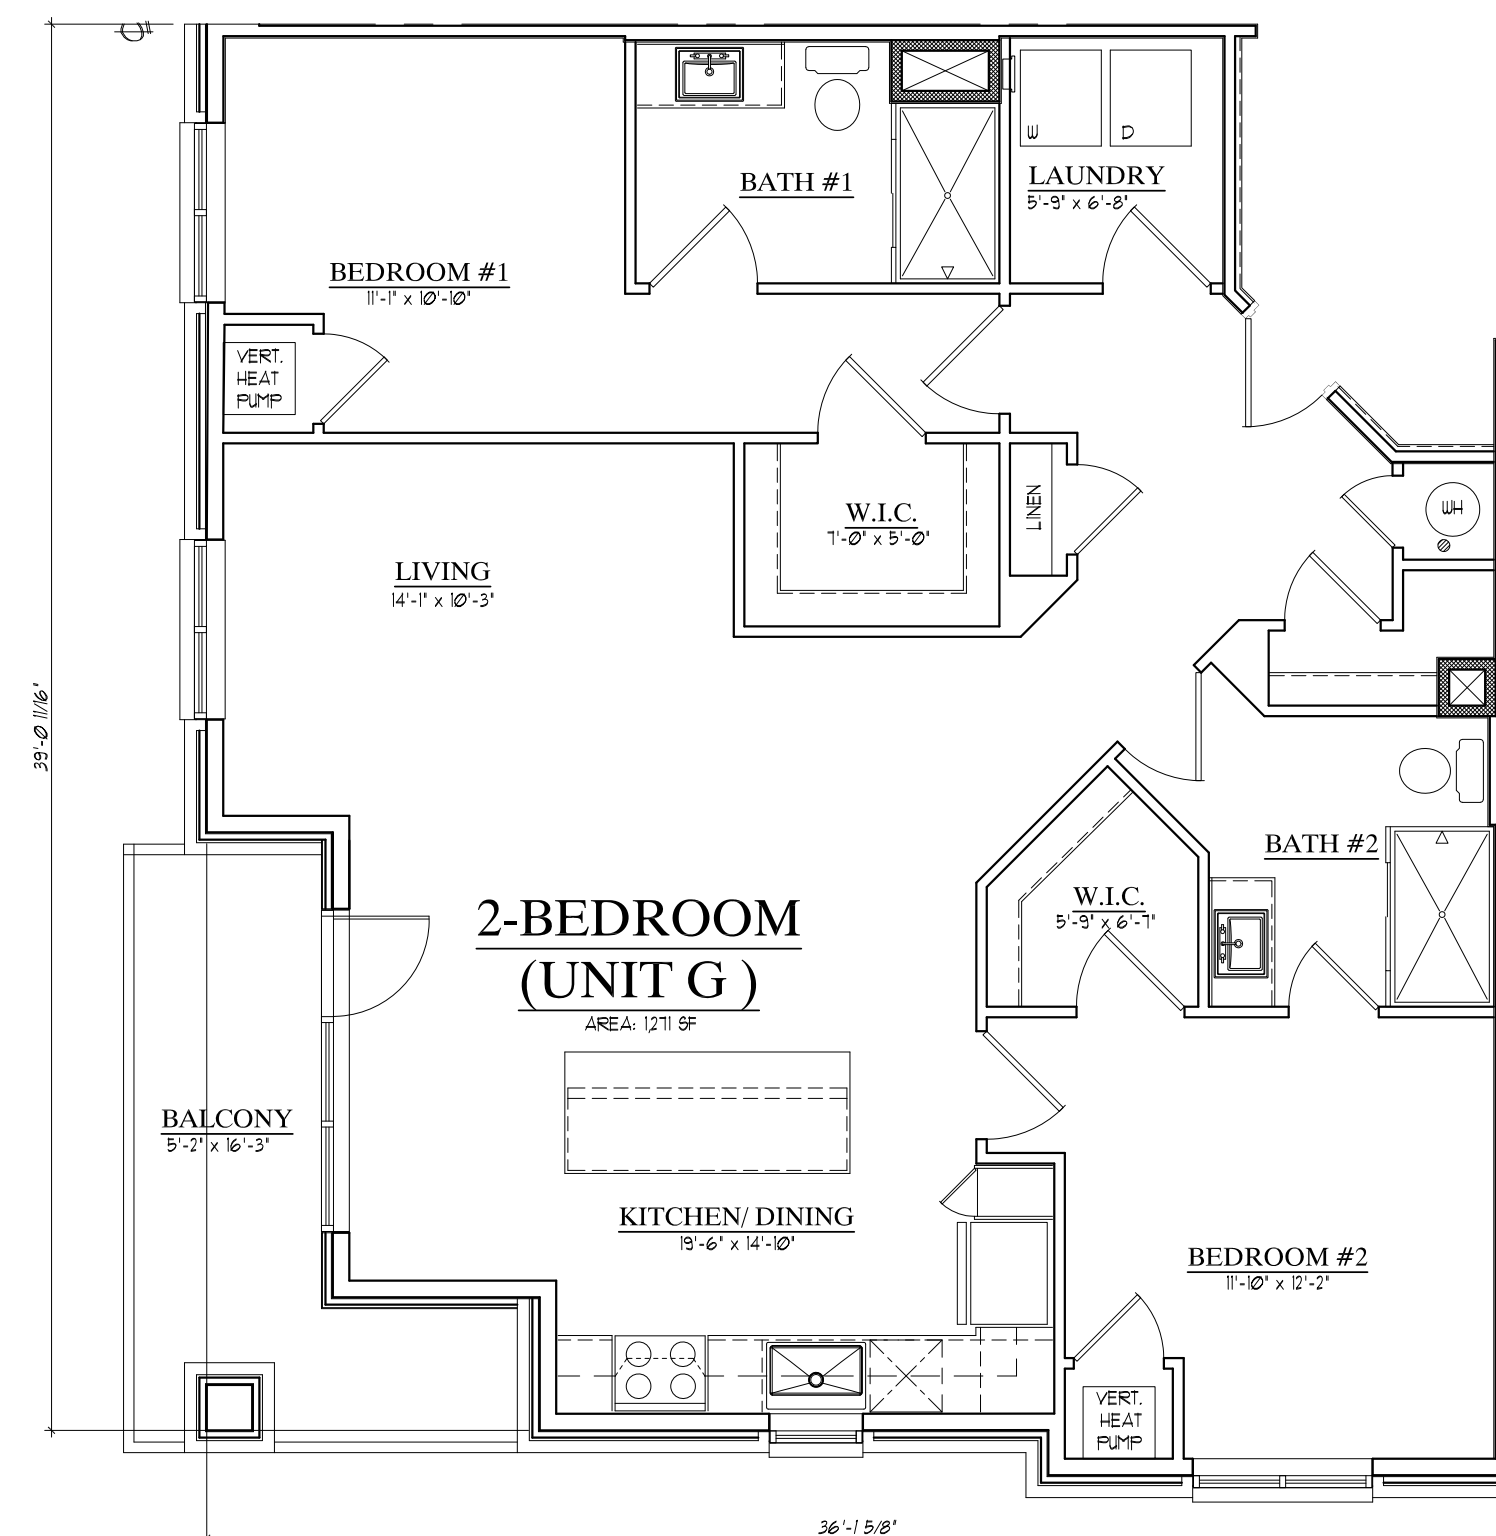 BATH #1
LAUNDRY
5'-9" x 6'-8"
W
D
BEDROOM #1
11'-1" x 10'-10"
VERT.
HEAT
PUMP
W.I.C.
7'-0" x 5'-0"
LINEN
WH
LIVING
14'-1" x 10'-3"
39'-0 11/16"
BATH #2
W.I.C.
5'-9" x 6'-7"
2-BEDROOM
(UNIT G )
AREA: 1,271 SF
BALCONY
5'-2" x 16'-3"
KITCHEN/ DINING
19'-6" x 14'-10"
BEDROOM #2
11'-10" x 12'-2"
VERT.
HEAT
PUMP
36'-1 5/8"